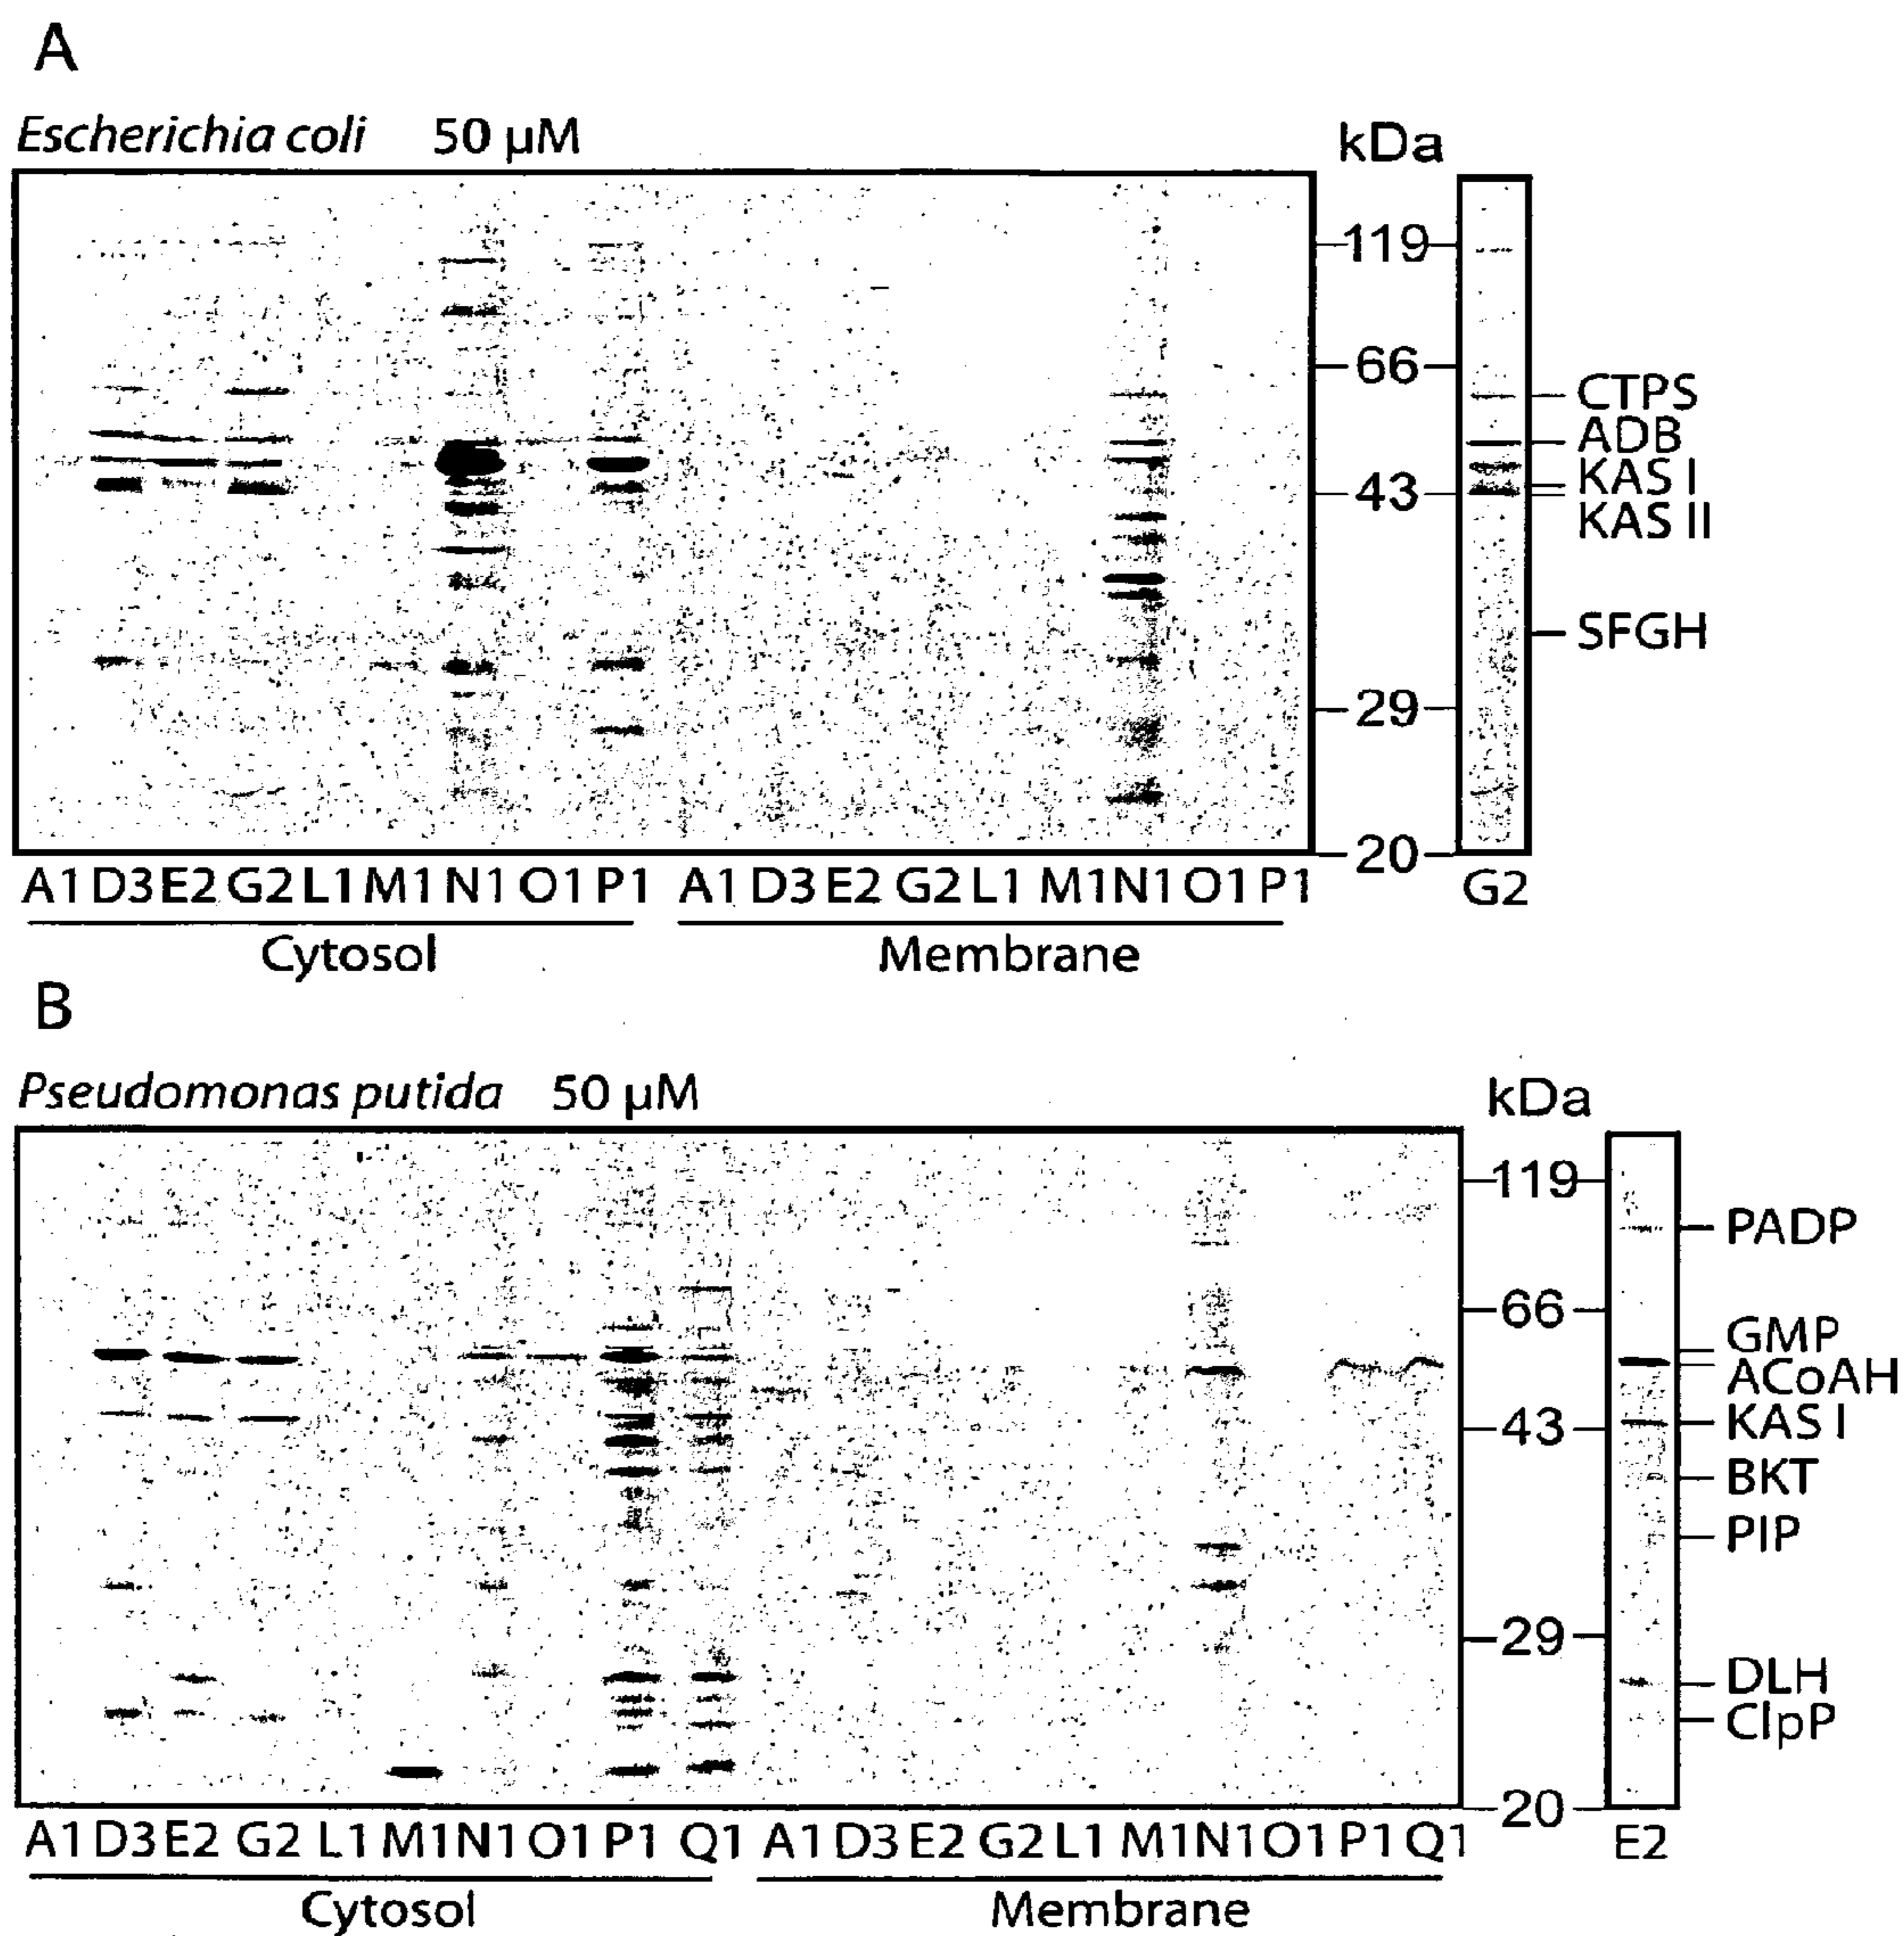 A
Escherichia coli 50 µM
kDa
119
66
CTPS
ADB
KAS I
43
KAS II
SFGH
29
20
A1 D3 E2 G2 L1 M1 N1 O1 P1 A1 D3 E2 G2 L1 M1 N1 O1 P1 G2
Cytosol Membrane
B
Pseudomonas putida 50 µM
kDa
119
PADP
66
GMP
ACoAH
43
KAS I
BKT
PIP
29
DLH
ClpP
20
A1 D3 E2 G2 L1 M1 N1 O1 P1 Q1 A1 D3 E2 G2 L1 M1 N1 O1 P1 Q1 E2
Cytosol Membrane